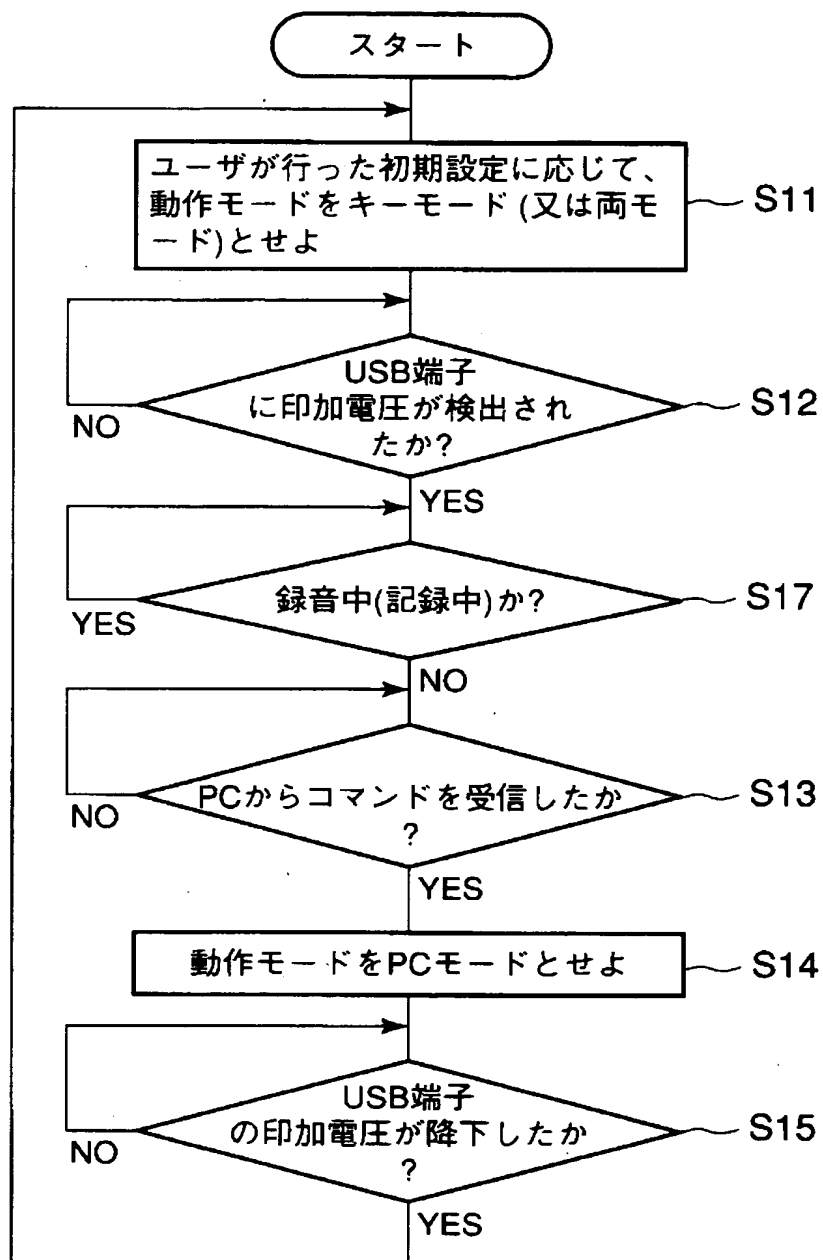 スタート
ユーザが行った初期設定に応じて、
動作モードをキーモード(又は両モ
ード)とせよ
S11
USB端子
に印加電圧が検出され
たか?
S12
NO
YES
録音中(記録中)か?
S17
YES
NO
PCからコマンドを受信したか
?
S13
NO
YES
動作モードをPCモードとせよ
S14
USB端子
の印加電圧が降下したか
?
S15
NO
YES